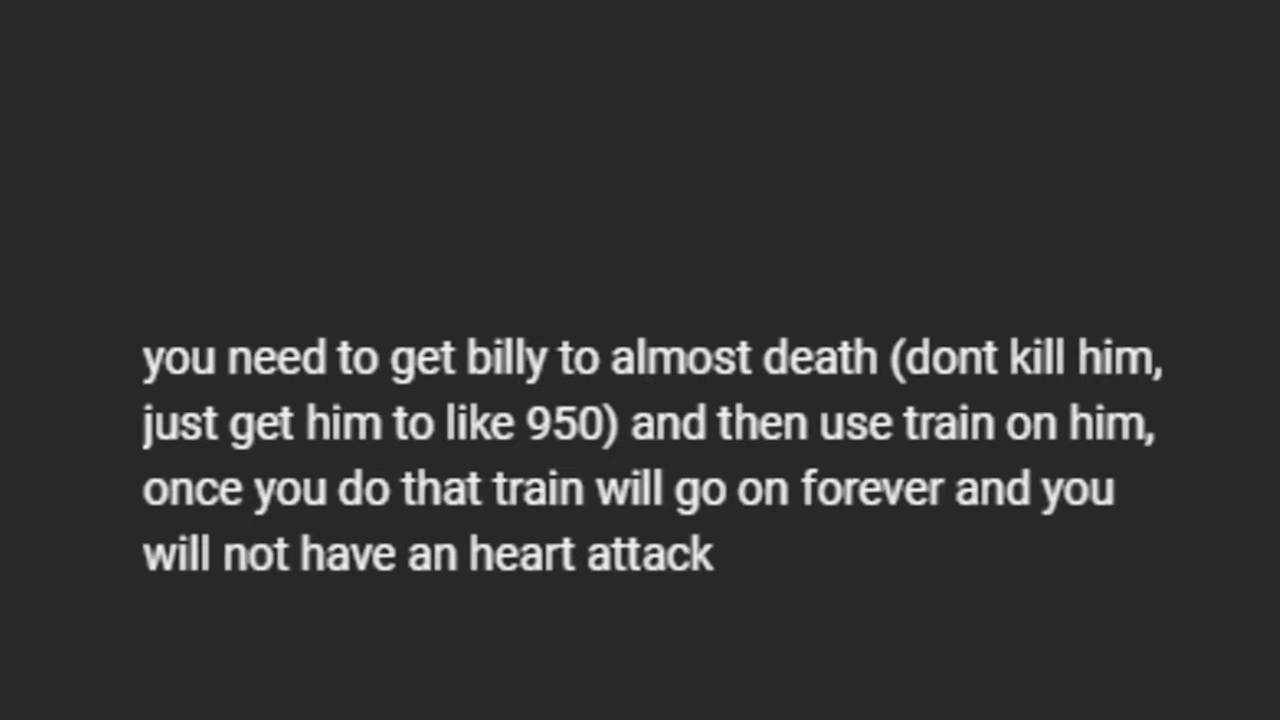 you need to get billy to almost death (dont kill him,
just get him to like 950) and then use train on him,
once you do that train will go on forever and you
will not have an heart attack